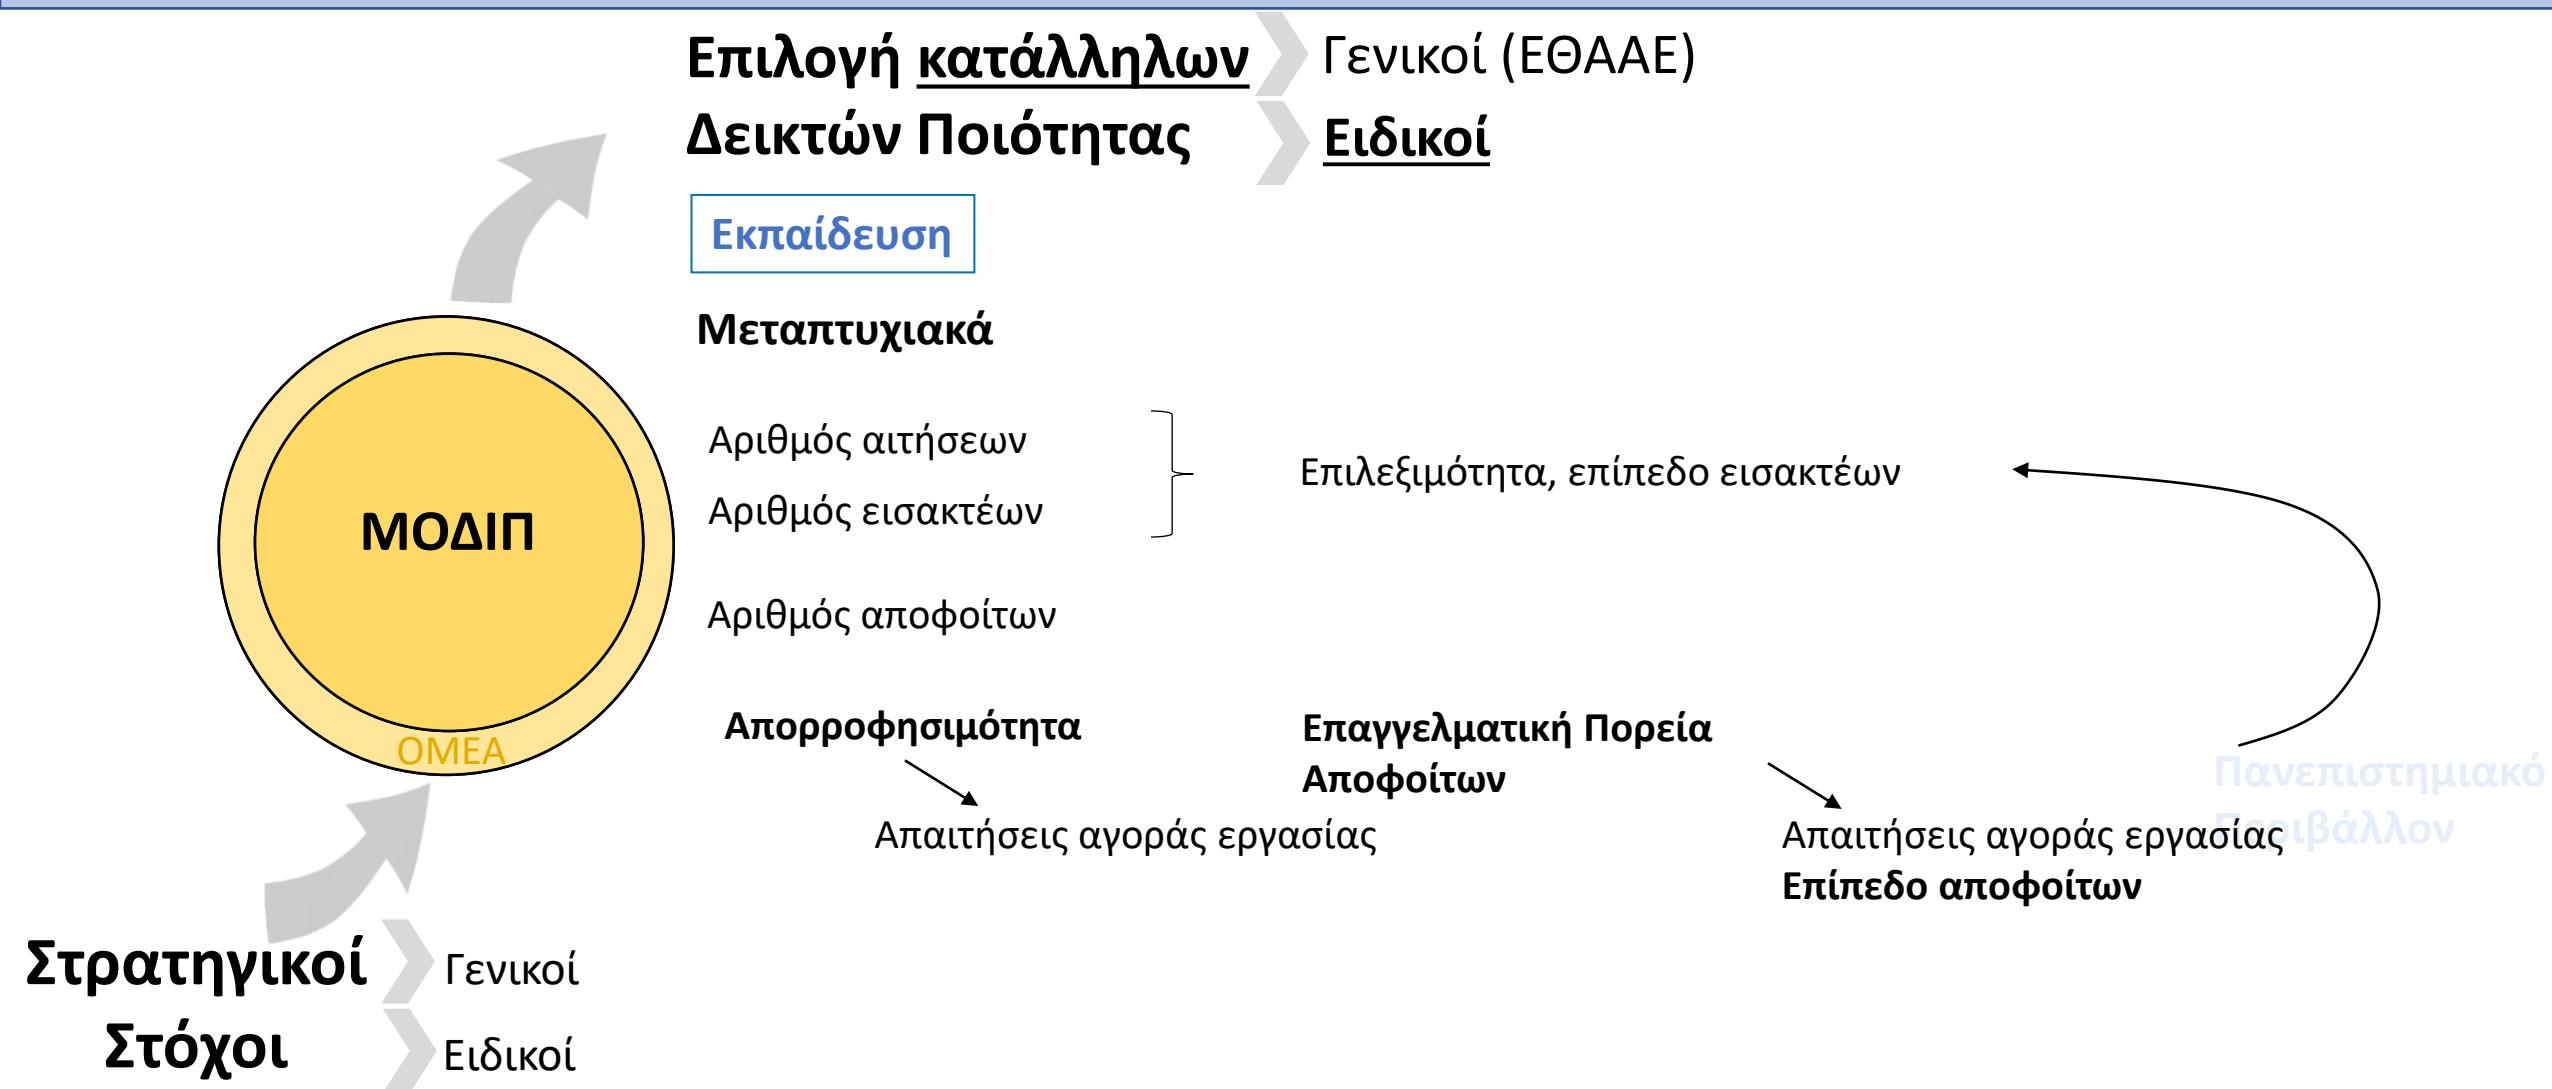 Επιλογή κατάλληλων
Δεικτών Ποιότητας
Γενικοί (ΕΘΑΑΕ)
Ειδικοί
Εκπαίδευση
Μεταπτυχιακά
Αριθμός αιτήσεων
Αριθμός εισακτέων
Επιλεξιμότητα, επίπεδο εισακτέων
Αριθμός αποφοίτων
ΜΟΔΙΠ
ΟΜΕΑ
Απορροφησιμότητα
Απαιτήσεις αγοράς εργασίας
Επαγγελματική Πορεία
Αποφοίτων
Απαιτήσεις αγοράς εργασίας
Επίπεδο αποφοίτων
Πανεπιστημιακό
Περιβάλλον
Στρατηγικοί
Στόχοι
Γενικοί
Ειδικοί